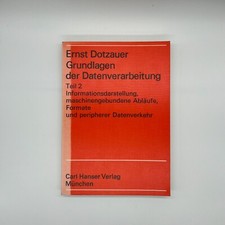 Ernst Dotzauer
Grundlagen
der Datenverarbeitung
Teil 2
Informationsdarstellung,
maschinengebundene Abläufe,
Formate
und peripherer Datenverkehr
Carl Hanser Verlag
München